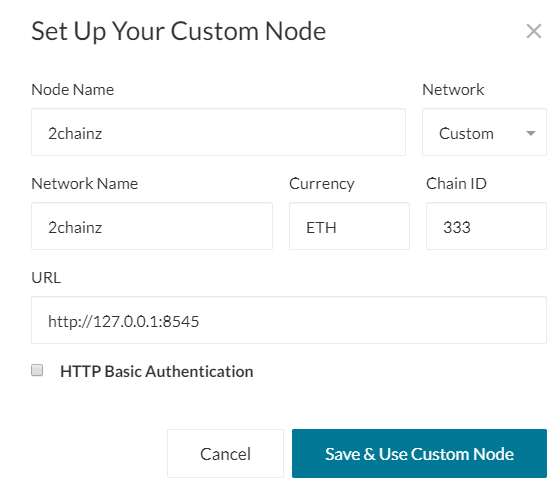 Set Up Your Custom Node
Node Name Network
2chainz Custom
Network Name Currency Chain ID
2chainz ETH 333
URL
http://127.0.0.1:8545
HTTP Basic Authentication
Cancel Save & Use Custom Node